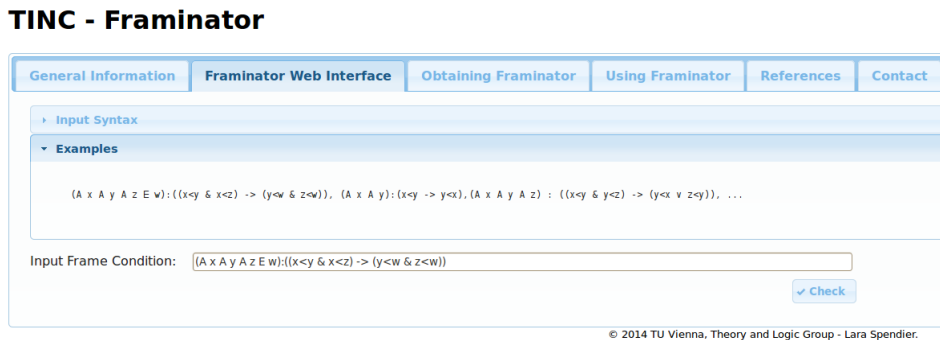 TINC - Framinator
General Information Framinator Web Interface Obtaining Framinator Using Framinator References Contact
Input Syntax
Examples
(A x A y A z E w):((x<y & x<z) -> (y<w & z<w)), (A x A y):(x<y -> y<x),(A x A y A z) : ((x<y & y<z) -> (y<x v z<y)), ...
Input Frame Condition: (A x A y A z E w):((x<y & x<z) -> (y<w & z<w))
✓ Check
© 2014 TU Vienna, Theory and Logic Group - Lara Spendier.